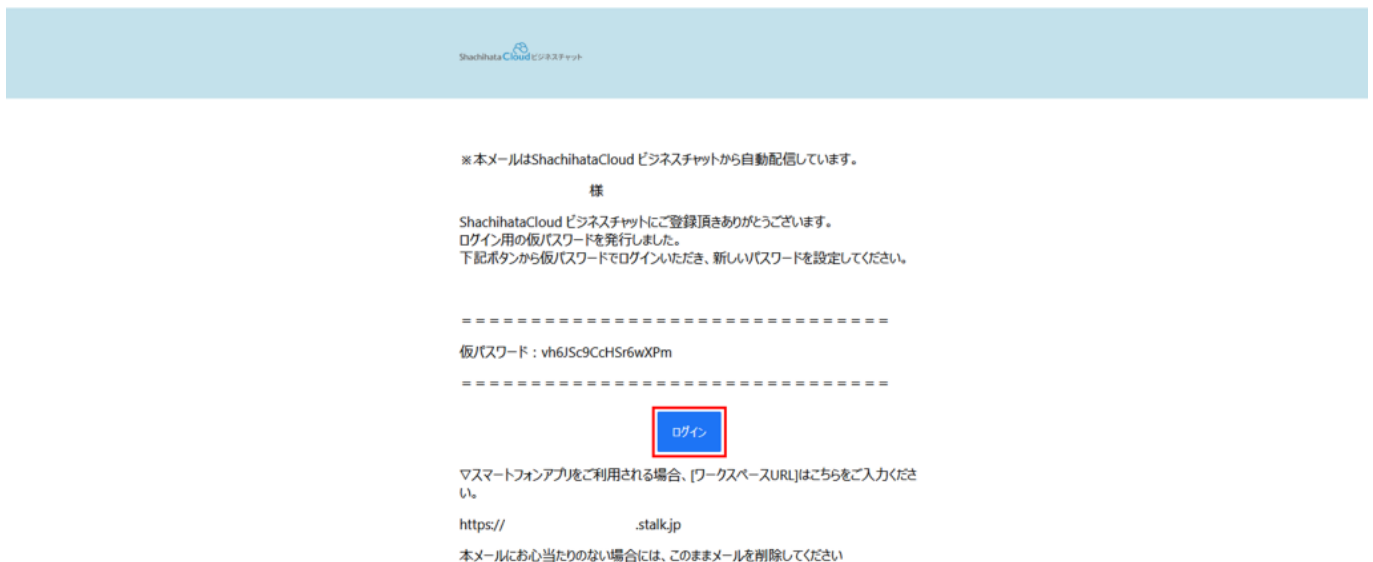 ShachihataCloudビジネスチャット
※本メールはShachihataCloud ビジネスチャットから自動配信しています。
様
ShachihataCloud ビジネスチャットにご登録頂きありがとうございます。
ログイン用の仮パスワードを発行しました。
下記ボタンから仮パスワードでログインいただき、新しいパスワードを設定してください。
＝＝＝＝＝＝＝＝＝＝＝＝＝＝＝＝＝＝＝＝＝＝＝＝＝＝＝＝＝＝＝
仮パスワード：vh6JSc9CcHSr6wXPm
＝＝＝＝＝＝＝＝＝＝＝＝＝＝＝＝＝＝＝＝＝＝＝＝＝＝＝＝＝＝＝
ログイン
▽スマートフォンアプリをご利用される場合、[ワークスペースURL]はこちらをご入力くださ
い。
https:// .stalk.jp
本メールにお心当たりのない場合には、このままメールを削除してください